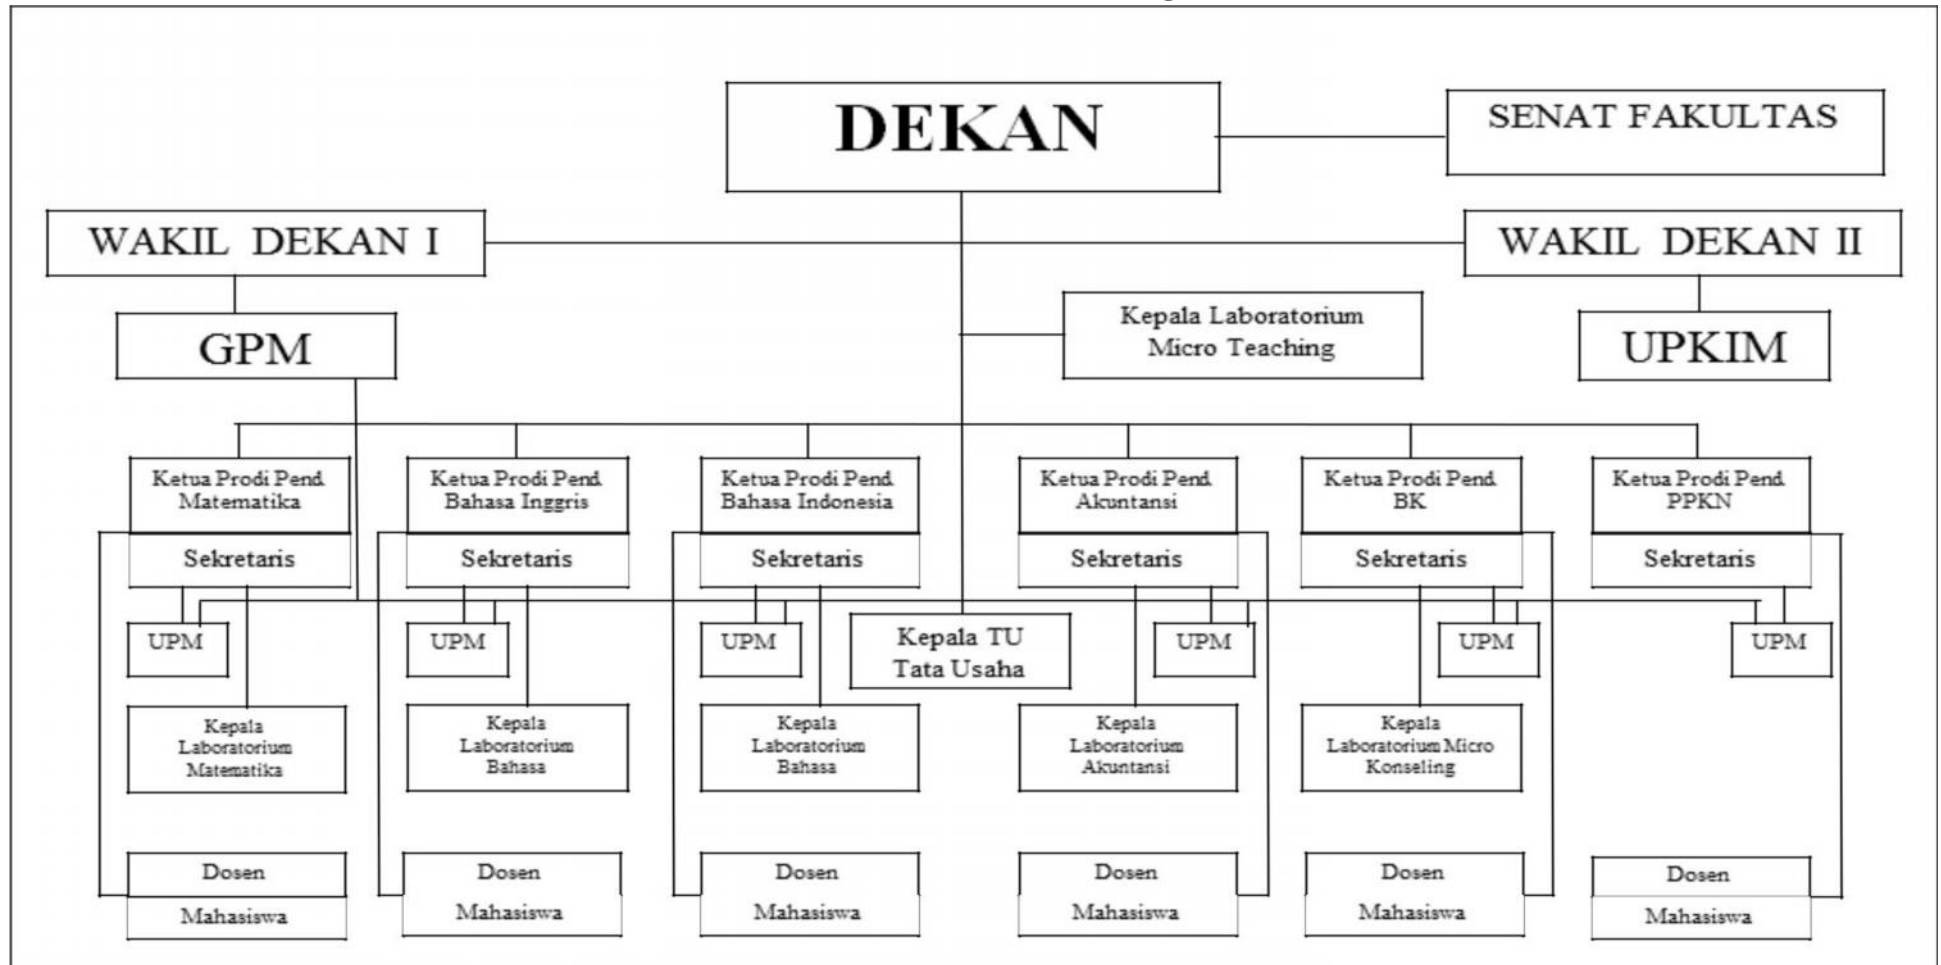 DEKAN
SENAT FAKULTAS
WAKIL DEKAN I
WAKIL DEKAN II
Kepala Laboratorium
Micro Teaching
GPM
UPKIM
Ketua Prodi Pend.
Matematika
Ketua Prodi Pend.
Bahasa Inggris
Ketua Prodi Pend.
Bahasa Indonesia
Ketua Prodi Pend.
Akuntansi
Ketua Prodi Pend.
BK
Ketua Prodi Pend.
PPKN
Sekretaris
Sekretaris
Sekretaris
Sekretaris
Sekretaris
Sekretaris
UPM
UPM
UPM
Kepala TU
Tata Usaha
UPM
UPM
UPM
Kepala
Laboratorium
Matematika
Kepala
Laboratorium
Bahasa
Kepala
Laboratorium
Bahasa
Kepala
Laboratorium
Akuntansi
Kepala
Laboratorium Micro
Konseling
Dosen
Mahasiswa
Dosen
Mahasiswa
Dosen
Mahasiswa
Dosen
Mahasiswa
Dosen
Mahasiswa
Dosen
Mahasiswa